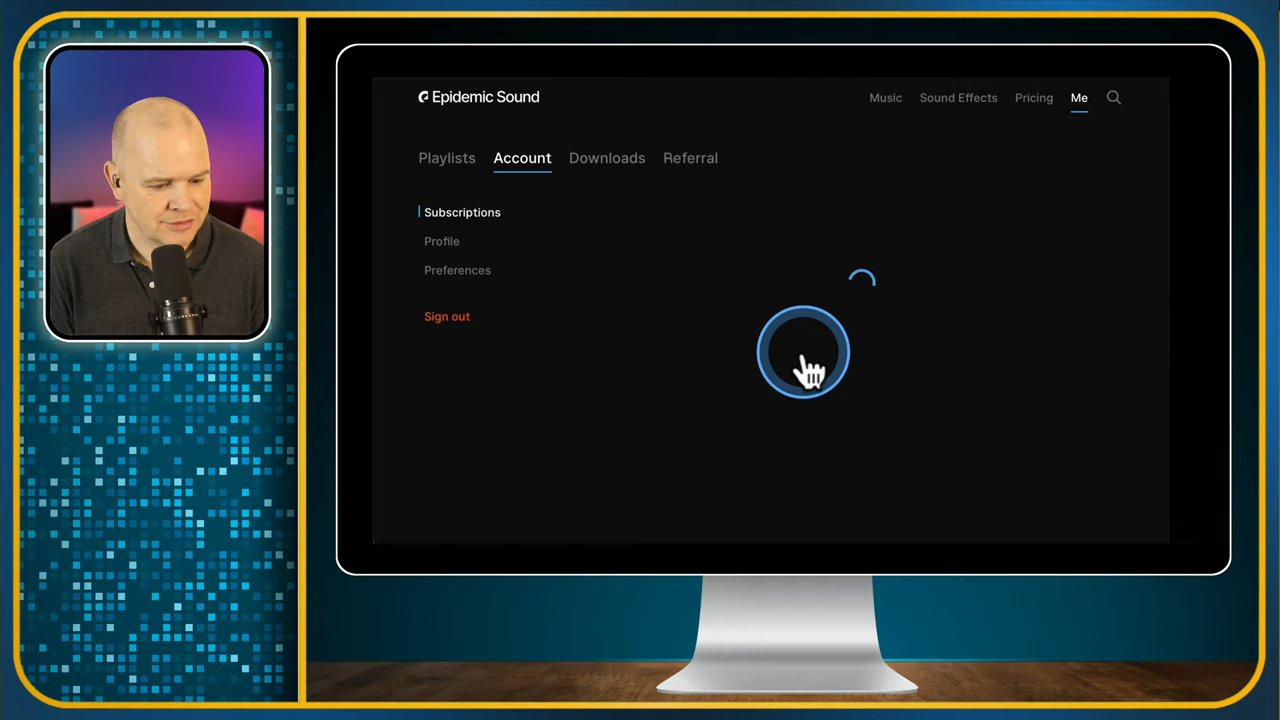 Epidemic Sound
Music Sound Effects Pricing Me
Playlists Account Downloads Referral
Subscriptions
Profile
Preferences
Sign out